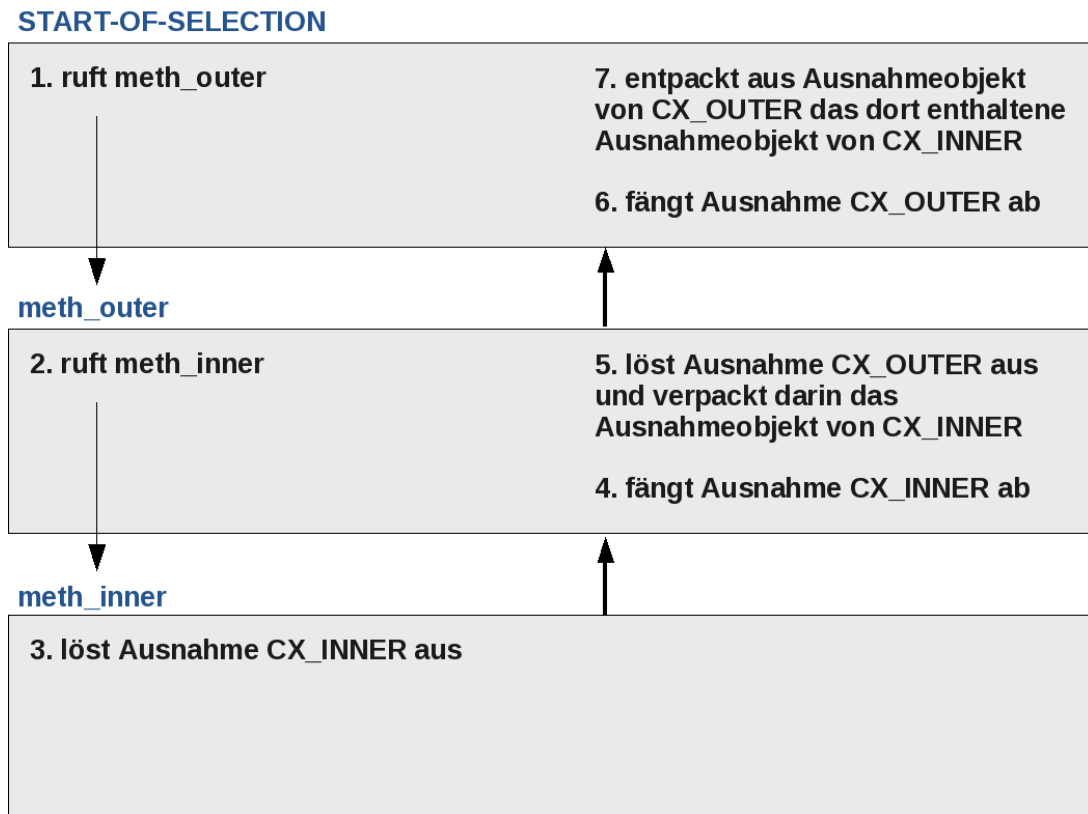 START-OF-SELECTION
1. ruft meth_outer
7. entpackt aus Ausnahmeobjekt
von CX_OUTER das dort enthaltene
Ausnahmeobjekt von CX_INNER
6. fängt Ausnahme CX_OUTER ab
meth_outer
2. ruft meth_inner
5. löst Ausnahme CX_OUTER aus
und verpackt darin das
Ausnahmeobjekt von CX_INNER
4. fängt Ausnahme CX_INNER ab
meth_inner
3. löst Ausnahme CX_INNER aus